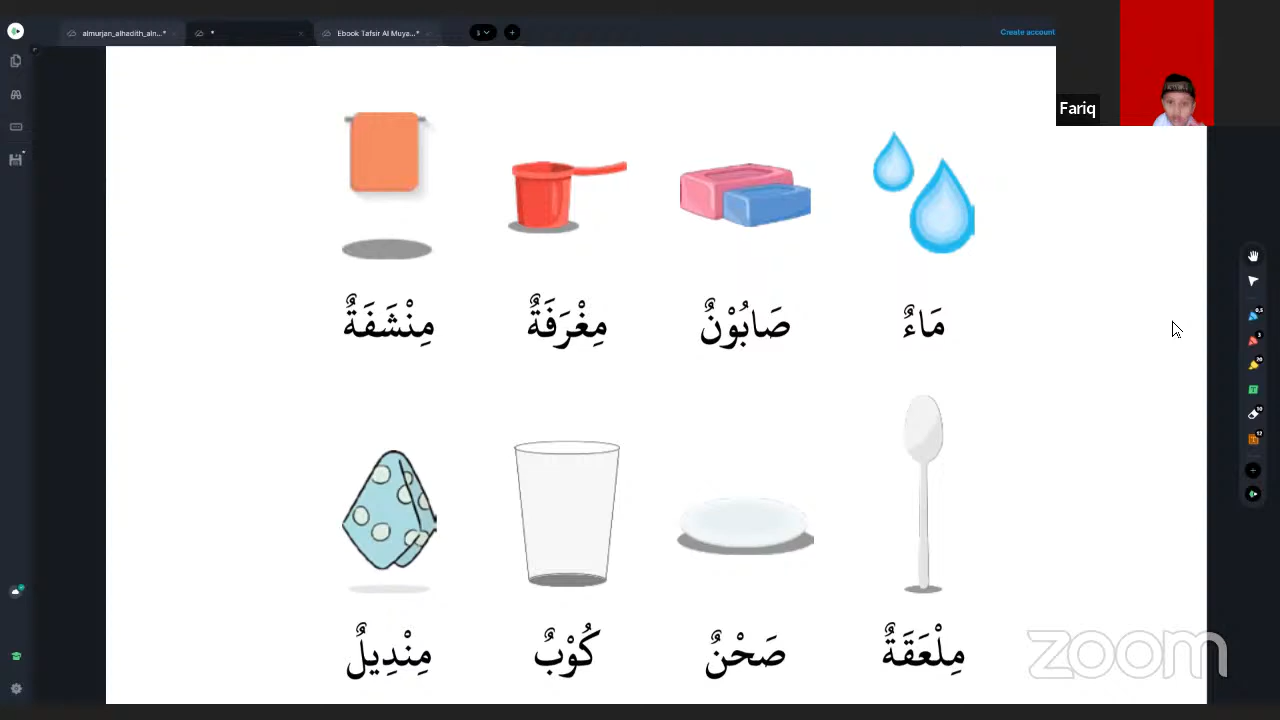 almurjan_alhadith_aln...*
*
Ebook Tafsir Al Muya...*
Create account
Fariq
مَاءٌ صَابُوْنٌ مِغْرَفَةٌ مِنْشَفَةٌ
مِلْعَقَةٌ صَحْنٌ كُوْبٌ مِنْدِيلٌ
zoom